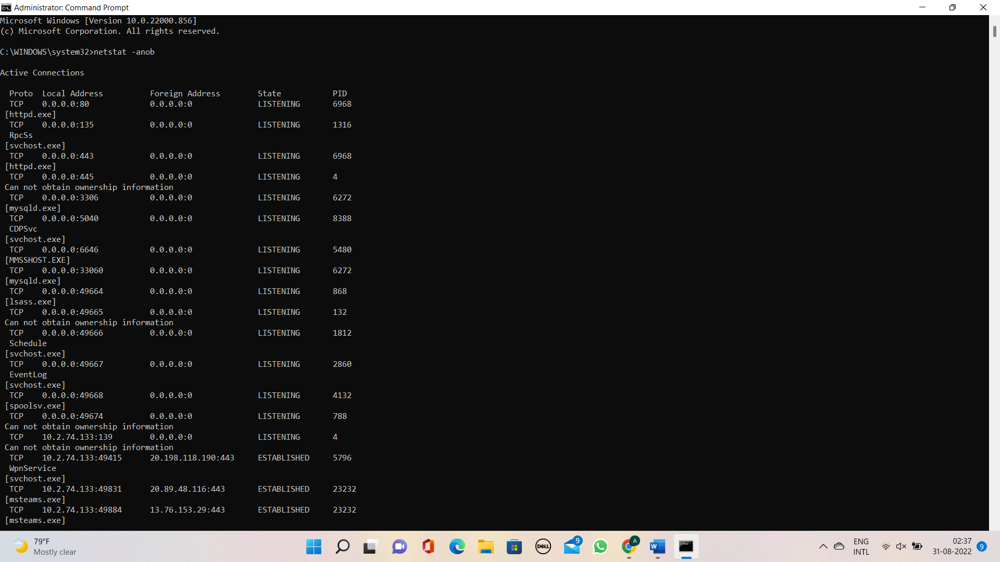 Administrator: Command Prompt
Microsoft Windows [Version 10.0.22000.856]
(c) Microsoft Corporation. All rights reserved.
C:\WINDOWS\system32>netstat -anob
Active Connections
Proto  Local Address          Foreign Address        State           PID
TCP    0.0.0.0:80             0.0.0.0:0              LISTENING       6968
[httpd.exe]
TCP    0.0.0.0:135            0.0.0.0:0              LISTENING       1316
RpcSs
[svchost.exe]
TCP    0.0.0.0:443            0.0.0.0:0              LISTENING       6968
[httpd.exe]
TCP    0.0.0.0:445            0.0.0.0:0              LISTENING       4
Can not obtain ownership information
TCP    0.0.0.0:3306           0.0.0.0:0              LISTENING       6272
[mysqld.exe]
TCP    0.0.0.0:5040           0.0.0.0:0              LISTENING       8388
CDPSvc
[svchost.exe]
TCP    0.0.0.0:6646           0.0.0.0:0              LISTENING       5480
[MMSSHOST.EXE]
TCP    0.0.0.0:33060          0.0.0.0:0              LISTENING       6272
[mysqld.exe]
TCP    0.0.0.0:49664          0.0.0.0:0              LISTENING       868
[lsass.exe]
TCP    0.0.0.0:49665          0.0.0.0:0              LISTENING       132
Can not obtain ownership information
TCP    0.0.0.0:49666          0.0.0.0:0              LISTENING       1812
Schedule
[svchost.exe]
TCP    0.0.0.0:49667          0.0.0.0:0              LISTENING       2860
EventLog
[svchost.exe]
TCP    0.0.0.0:49668          0.0.0.0:0              LISTENING       4132
[spoolsv.exe]
TCP    0.0.0.0:49674          0.0.0.0:0              LISTENING       788
Can not obtain ownership information
TCP    10.2.74.133:139        0.0.0.0:0              LISTENING       4
Can not obtain ownership information
TCP    10.2.74.133:49415      20.198.118.190:443     ESTABLISHED     5796
WpnService
[svchost.exe]
TCP    10.2.74.133:49831      20.89.48.116:443       ESTABLISHED     23232
[msteams.exe]
TCP    10.2.74.133:49884      13.76.153.29:443       ESTABLISHED     23232
[msteams.exe]
79°F
Mostly clear
DELL
9
A
W
ENG
INTL
02:37
31-08-2022
9